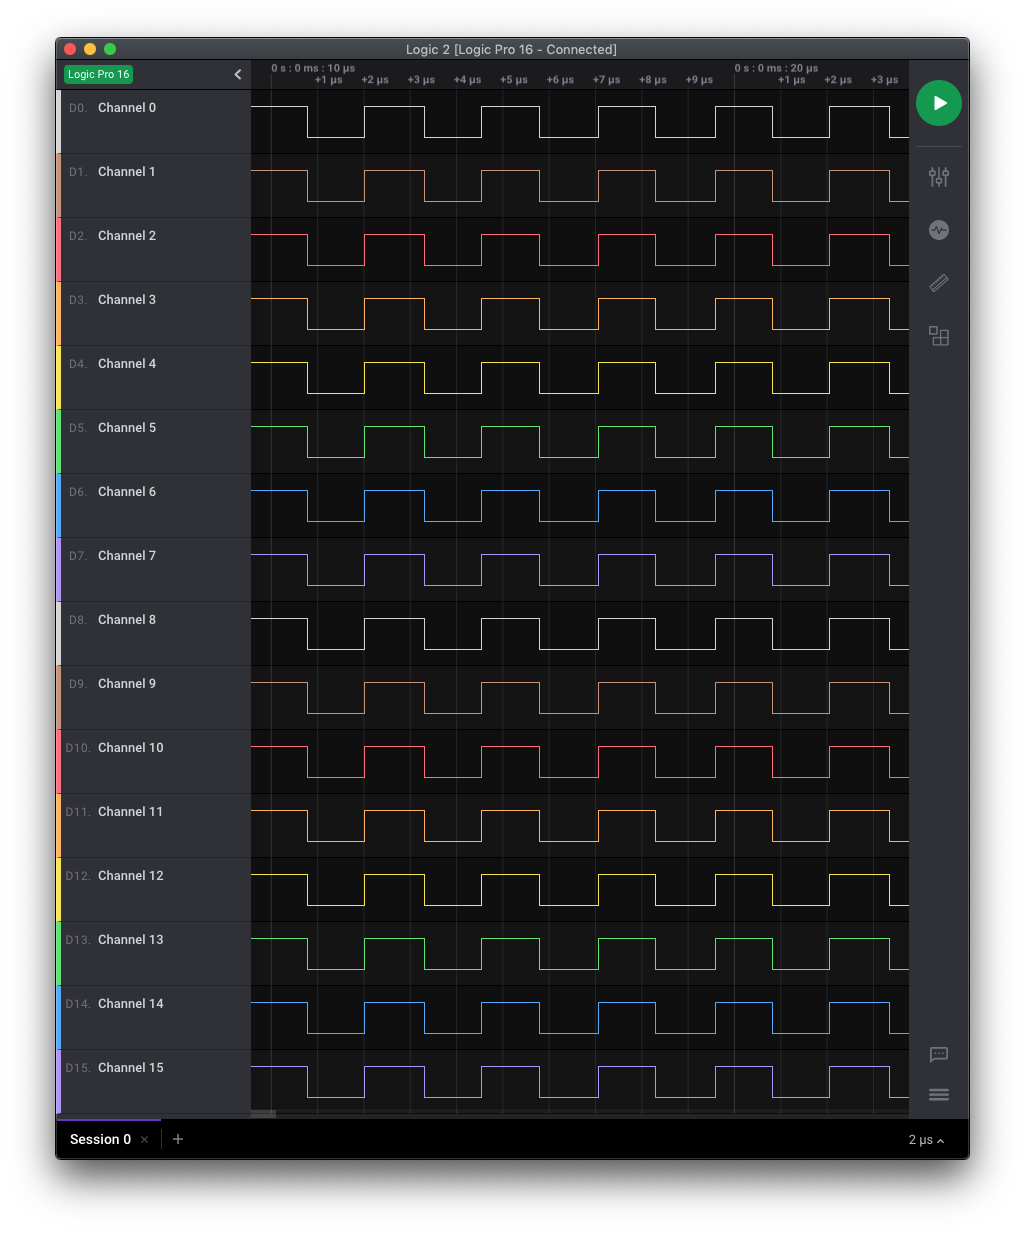 Logic 2 [Logic Pro 16 - Connected]
Logic Pro 16
0 s : 0 ms : 10 µs
0 s : 0 ms : 20 µs
+1 µs +2 µs +3 µs +4 µs +5 µs +6 µs +7 µs +8 µs +9 µs +1 µs +2 µs +3 µs
D0. Channel 0
D1. Channel 1
D2. Channel 2
D3. Channel 3
D4. Channel 4
D5. Channel 5
D6. Channel 6
D7. Channel 7
D8. Channel 8
D9. Channel 9
D10. Channel 10
D11. Channel 11
D12. Channel 12
D13. Channel 13
D14. Channel 14
D15. Channel 15
Session 0
2 µs